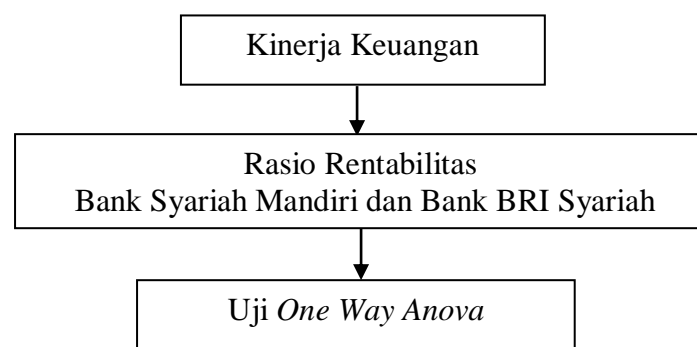 Kinerja Keuangan
Rasio Rentabilitas
Bank Syariah Mandiri dan Bank BRI Syariah
Uji One Way Anova